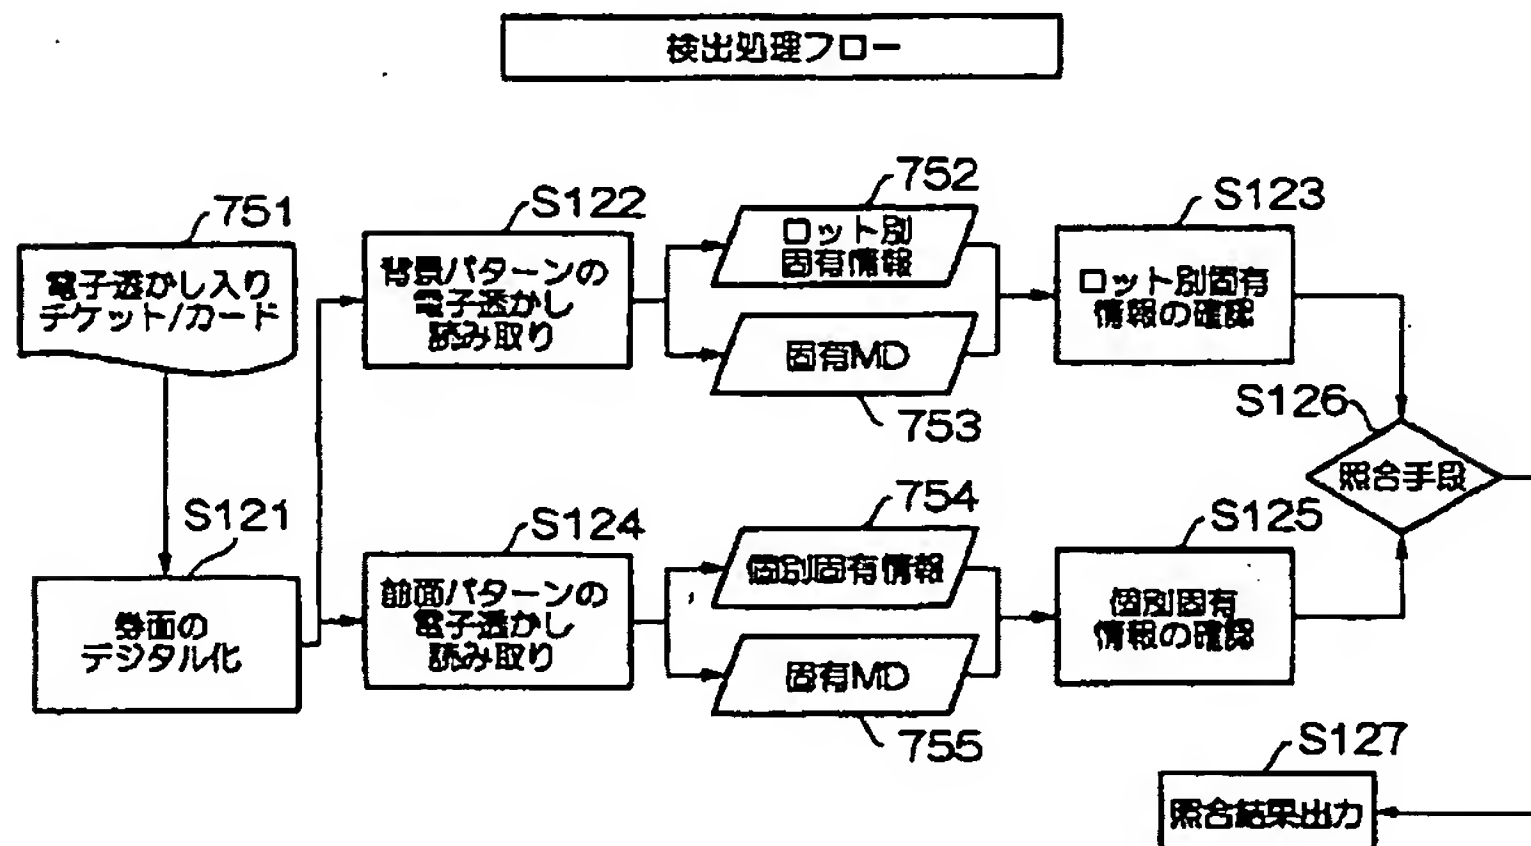 検出処理フロー
751
電子透かし入り
チケット/カード
S121
券面の
デジタル化
S122
背景パターンの
電子透かし
読み取り
752
ロット別
固有情報
固有MD
753
S123
ロット別固有
情報の確認
S124
前面パターンの
電子透かし
読み取り
754
個別固有情報
固有MD
755
S125
個別固有
情報の確認
S126
照合手段
S127
照合結果出力